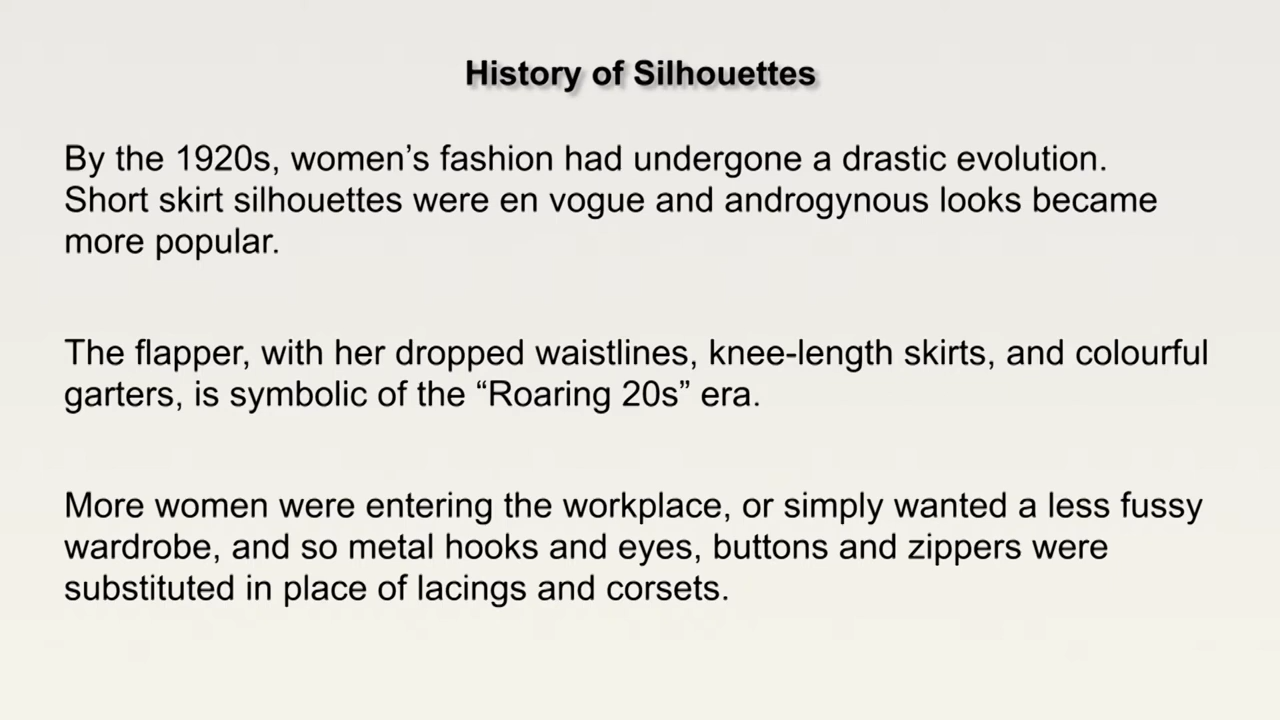 History of Silhouettes
By the 1920s, women’s fashion had undergone a drastic evolution.
Short skirt silhouettes were en vogue and androgynous looks became
more popular.
The flapper, with her dropped waistlines, knee-length skirts, and colourful
garters, is symbolic of the “Roaring 20s” era.
More women were entering the workplace, or simply wanted a less fussy
wardrobe, and so metal hooks and eyes, buttons and zippers were
substituted in place of lacings and corsets.